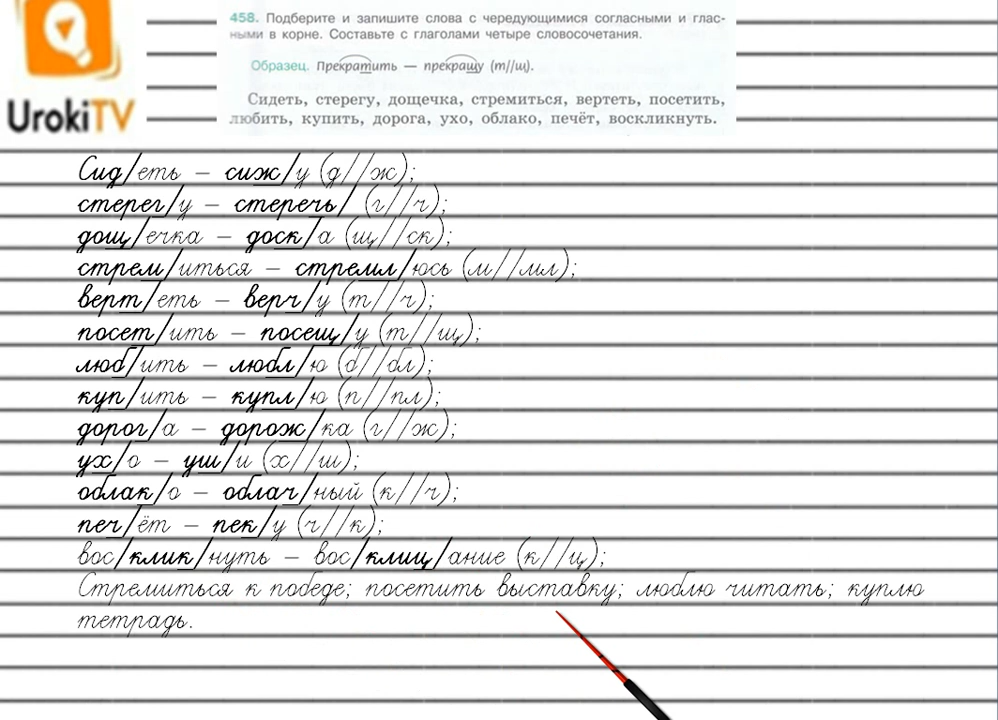 458. Подберите и запишите слова с чередующимися согласными и глас-
ными в корне. Составьте с глаголами четыре словосочетания.
Образец. Прекратить — прекращу (т//щ).
Сидеть, стерегу, дощечка, стремиться, вертеть, посетить,
любить, купить, дорога, ухо, облако, печёт, воскликнуть.
UrokiTV
Сид/еть – сиж/у (д//ж);
стерег/у – стеречь/ (г//ч);
дощ/ечка – доск/а (щ//ск);
стрем/иться – стремл/юсь (м//мл);
верт/еть – верч/у (т//ч);
посет/ить – посещ/у (т//щ);
люб/ить – любл/ю (б//бл);
куп/ить – купл/ю (п//пл);
дорог/а – дорож/ка (г//ж);
ух/о – уш/и (х//ш);
облак/о – облач/ный (к//ч);
печ/ёт – пек/у (ч//к);
вос/клик/нуть – вос/клиц/ание (к//ц);
Стремиться к победе; посетить выставку; люблю читать; куплю
тетрадь.